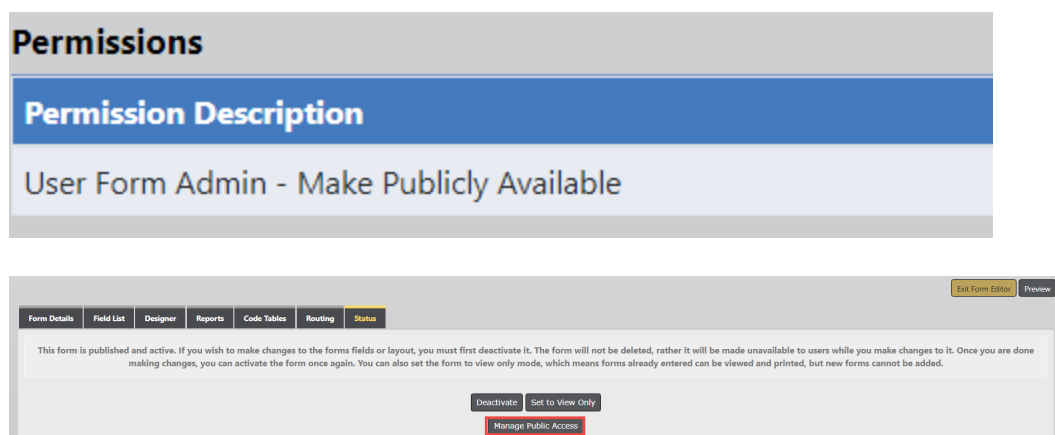 Permissions
Permission Description
User Form Admin - Make Publicly Available
Exit Form Editor Preview
Form Details Field List Designer Reports Code Tables Routing Status
This form is published and active. If you wish to make changes to the forms fields or layout, you must first deactivate it. The form will not be deleted, rather it will be made unavailable to users while you make changes to it. Once you are done
making changes, you can activate the form once again. You can also set the form to view only mode, which means forms already entered can be viewed and printed, but new forms cannot be added.
Deactivate Set to View Only
Manage Public Access